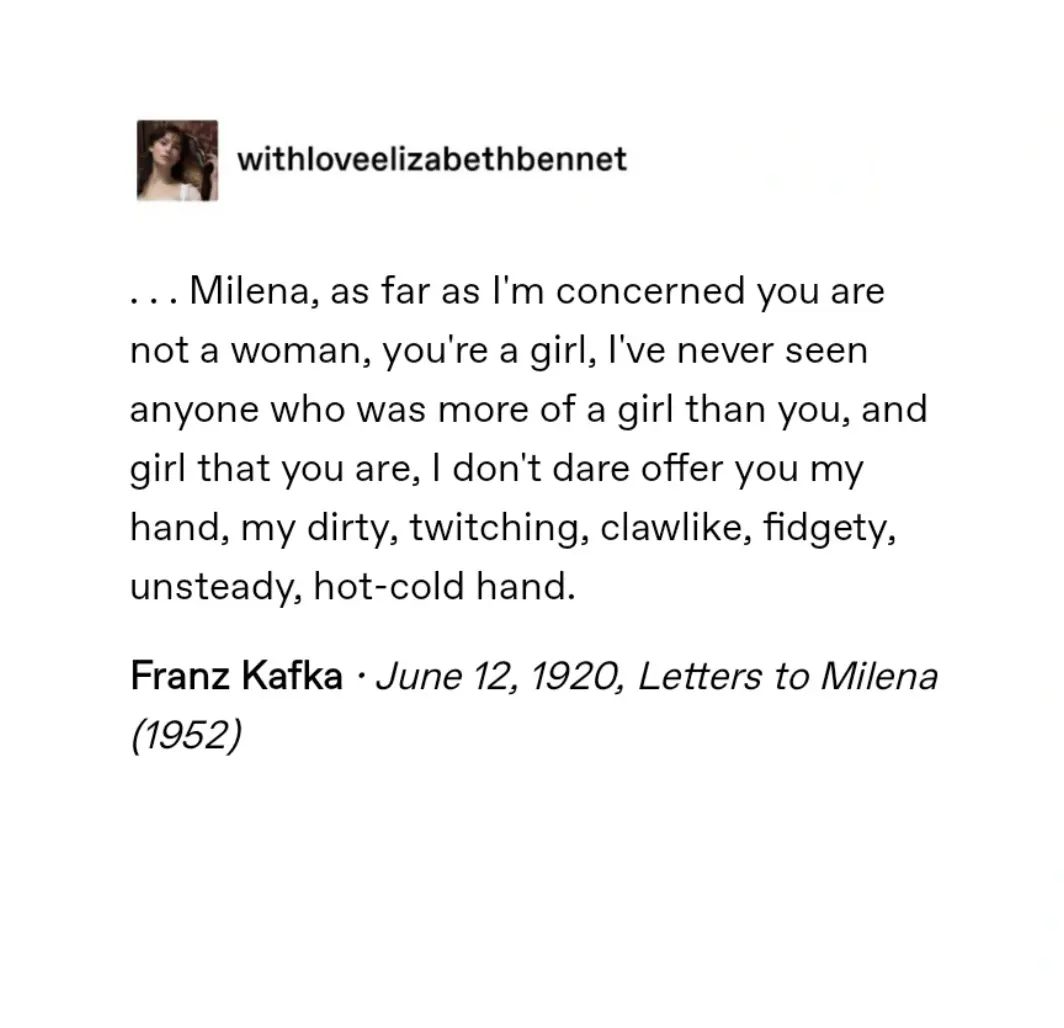 withloveelizabethbennet
. . . Milena, as far as I'm concerned you are
not a woman, you're a girl, I've never seen
anyone who was more of a girl than you, and
girl that you are, I don't dare offer you my
hand, my dirty, twitching, clawlike, fidgety,
unsteady, hot-cold hand.
Franz Kafka · June 12, 1920, Letters to Milena
(1952)